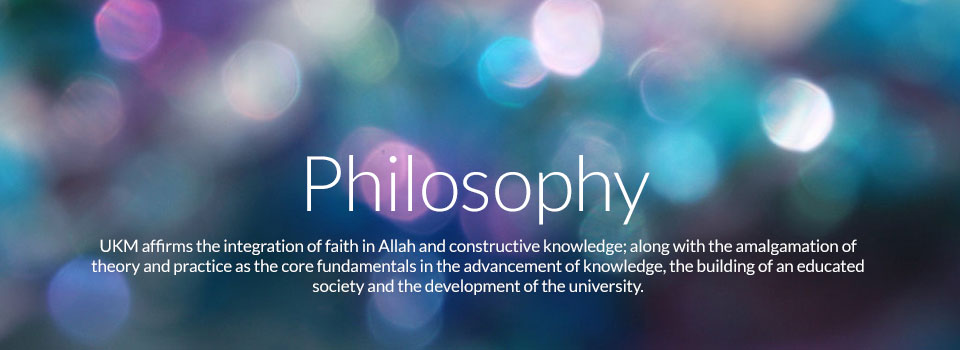 Philosophy
UKM affirms the integration of faith in Allah and constructive knowledge; along with the amalgamation of
theory and practice as the core fundamentals in the advancement of knowledge, the building of an educated
society and the development of the university.